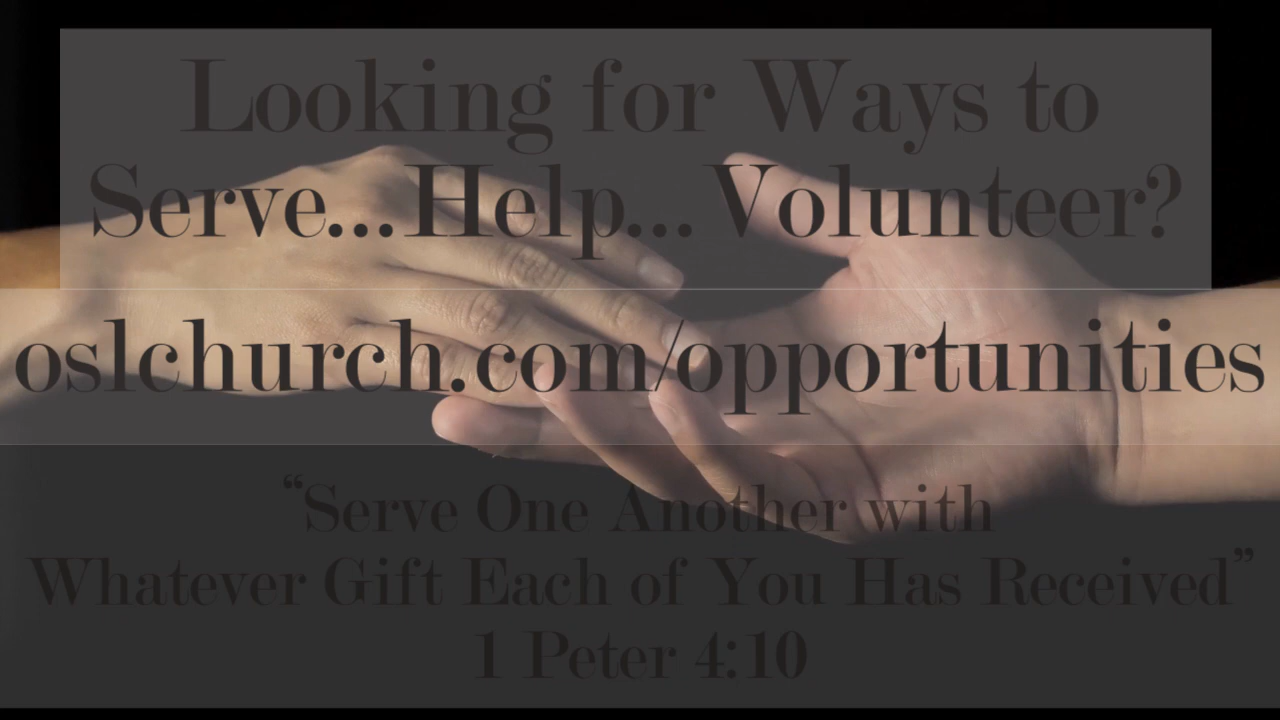 Looking for Ways to
Serve...Help... Volunteer?
oslchurch.com/opportunities
“Serve One Another with
Whatever Gift Each of You Has Received”
1 Peter 4:10